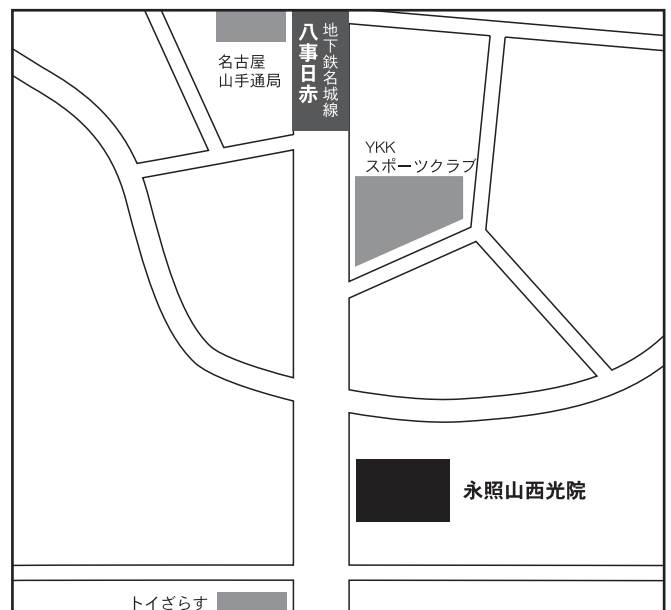 名古屋
山手通局
地下鉄名城線
八事日赤
YKK
スポーツクラブ
永照山西光院
トイざらす